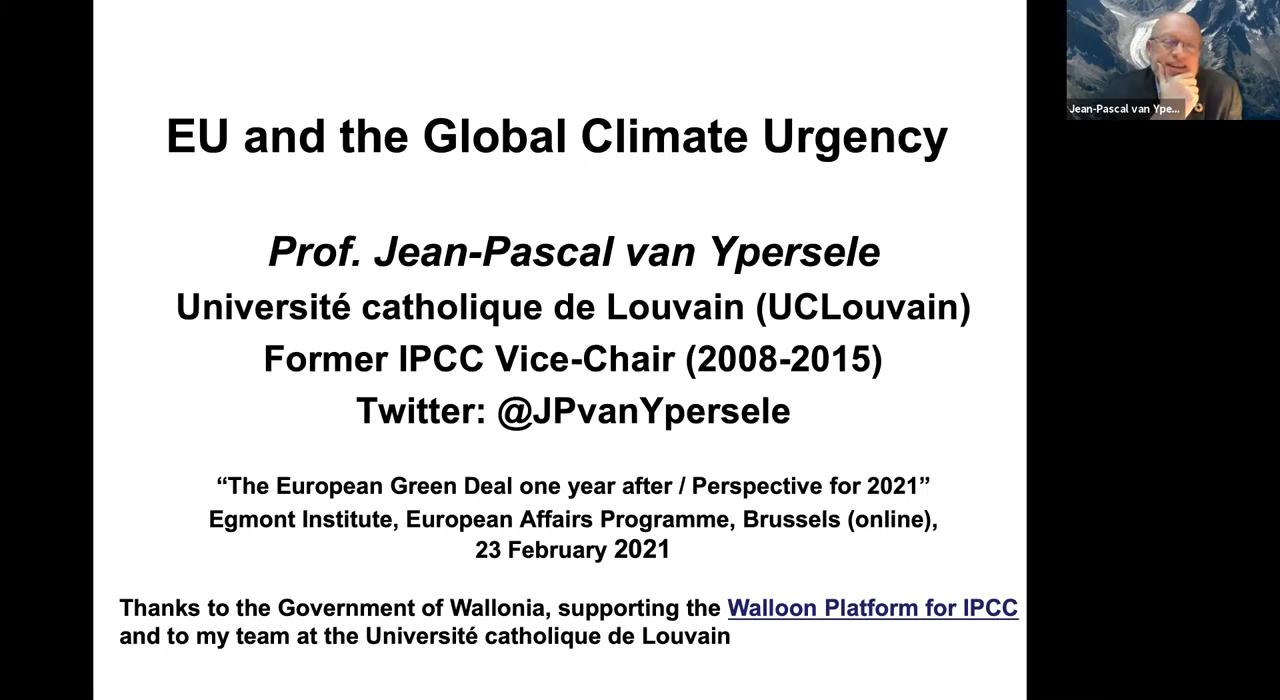 EU and the Global Climate Urgency
Prof. Jean-Pascal van Ypersele
Université catholique de Louvain (UCLouvain)
Former IPCC Vice-Chair (2008-2015)
Twitter: @JPvanYpersele
“The European Green Deal one year after / Perspective for 2021”
Egmont Institute, European Affairs Programme, Brussels (online),
23 February 2021
Thanks to the Government of Wallonia, supporting the Walloon Platform for IPCC
and to my team at the Université catholique de Louvain
Jean-Pascal van Ype...